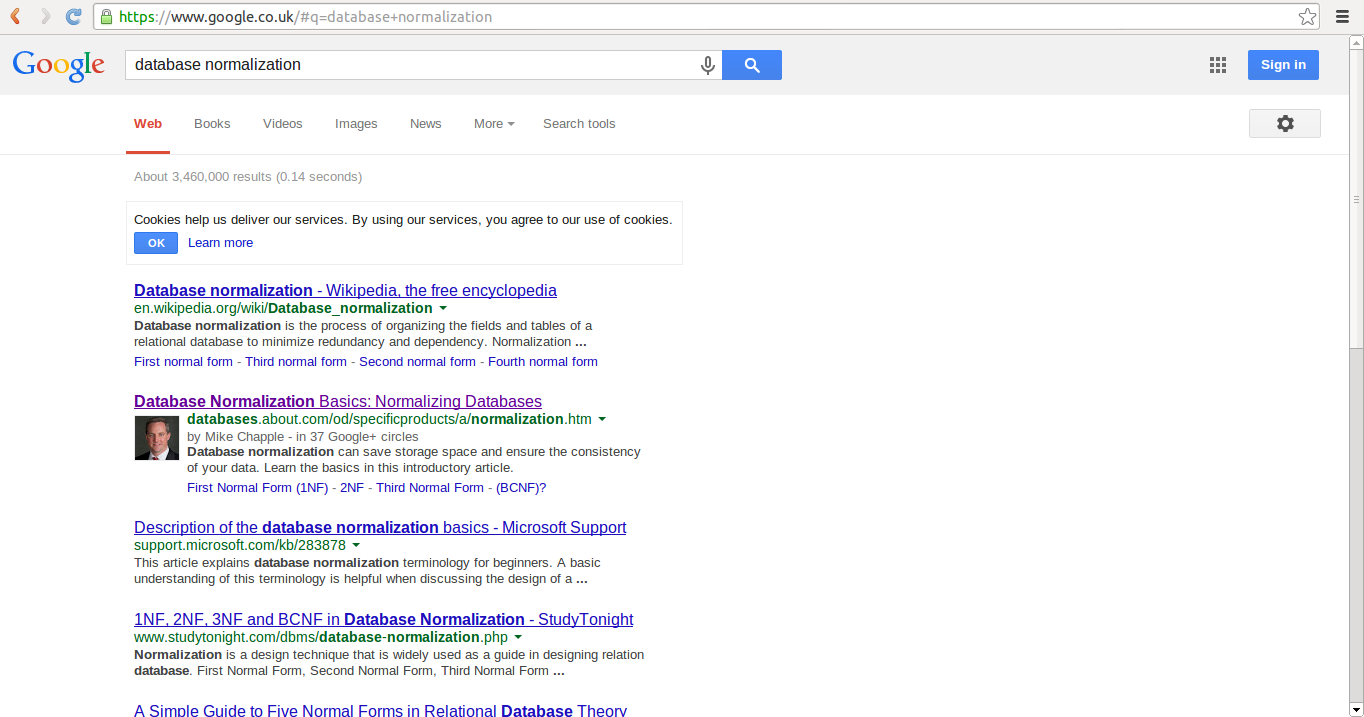 https://www.google.co.uk/#q=database+normalization
Google
database normalization
Sign in
Web Books Videos Images News More Search tools
About 3,460,000 results (0.14 seconds)
Cookies help us deliver our services. By using our services, you agree to our use of cookies.
OK Learn more
Database normalization - Wikipedia, the free encyclopedia
en.wikipedia.org/wiki/Database_normalization
Database normalization is the process of organizing the fields and tables of a
relational database to minimize redundancy and dependency. Normalization ...
First normal form - Third normal form - Second normal form - Fourth normal form
Database Normalization Basics: Normalizing Databases
databases.about.com/od/specificproducts/a/normalization.htm
by Mike Chapple - in 37 Google+ circles
Database normalization can save storage space and ensure the consistency
of your data. Learn the basics in this introductory article.
First Normal Form (1NF) - 2NF - Third Normal Form - (BCNF)?
Description of the database normalization basics - Microsoft Support
support.microsoft.com/kb/283878
This article explains database normalization terminology for beginners. A basic
understanding of this terminology is helpful when discussing the design of a ...
1NF, 2NF, 3NF and BCNF in Database Normalization - StudyTonight
www.studytonight.com/dbms/database-normalization.php
Normalization is a design technique that is widely used as a guide in designing relation
database. First Normal Form, Second Normal Form, Third Normal Form ...
A Simple Guide to Five Normal Forms in Relational Database Theory